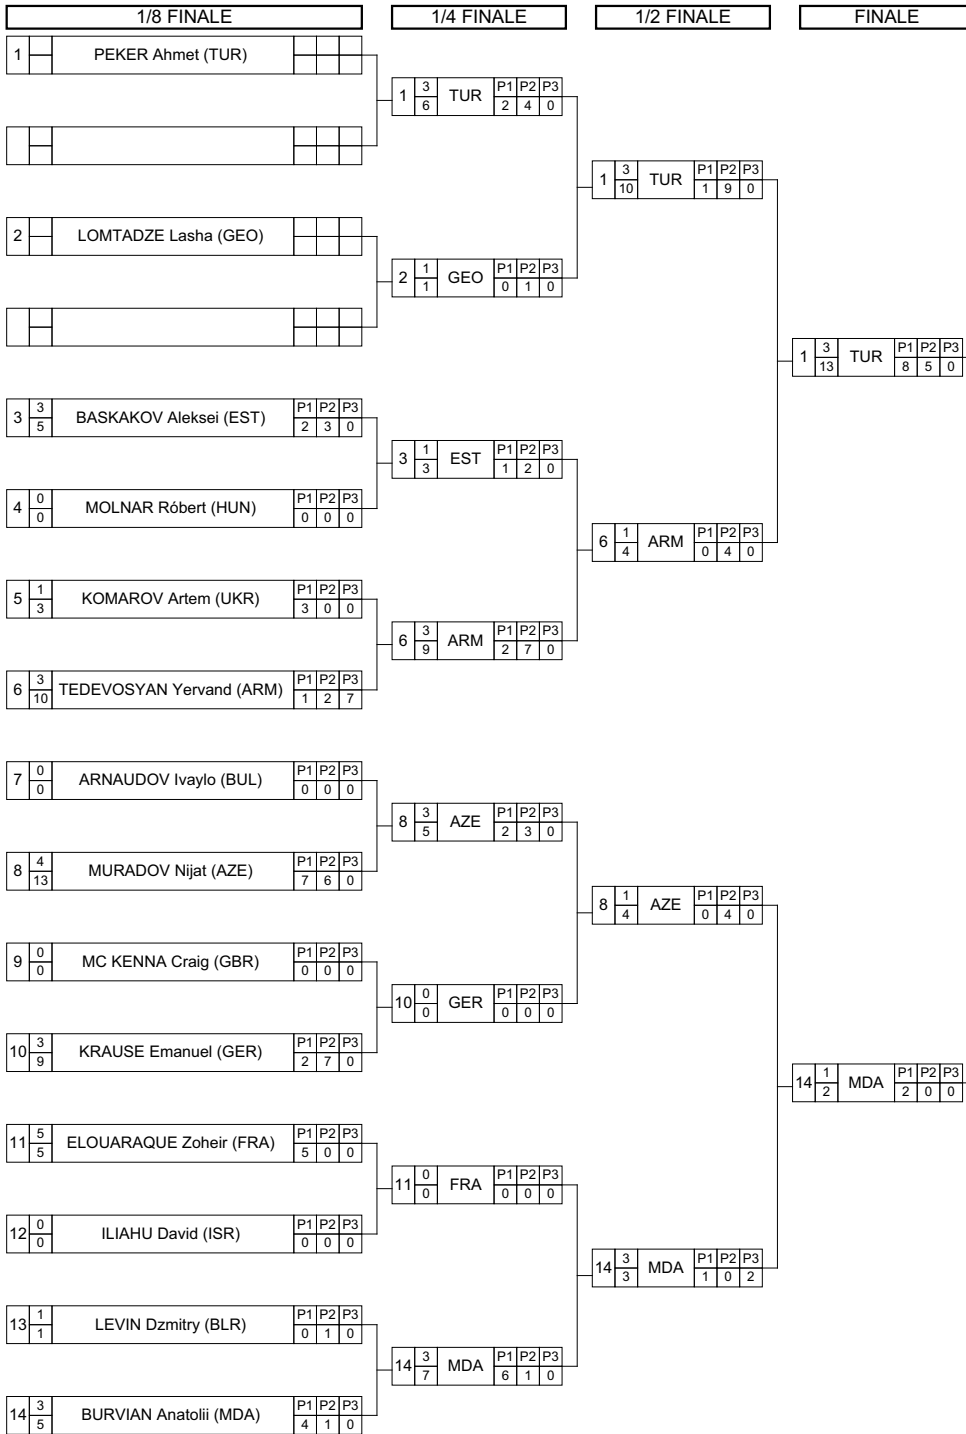 1/8 FINALE 1/4 FINALE 1/2 FINALE FINALE
1 PEKER Ahmet (TUR)
1 3 6 TUR P1 P2 P3 2 4 0
1 3 10 TUR P1 P2 P3 1 9 0
2 LOMTADZE Lasha (GEO)
2 1 1 GEO P1 P2 P3 0 1 0
1 3 13 TUR P1 P2 P3 8 5 0
3 3 5 BASKAKOV Aleksei (EST) P1 P2 P3 2 3 0
3 1 3 EST P1 P2 P3 1 2 0
4 0 0 MOLNAR Róbert (HUN) P1 P2 P3 0 0 0
6 1 4 ARM P1 P2 P3 0 4 0
5 1 3 KOMAROV Artem (UKR) P1 P2 P3 3 0 0
6 3 9 ARM P1 P2 P3 2 7 0
6 3 10 TEDEVOSYAN Yervand (ARM) P1 P2 P3 1 2 7
7 0 0 ARNAUDOV Ivaylo (BUL) P1 P2 P3 0 0 0
8 3 5 AZE P1 P2 P3 2 3 0
8 4 13 MURADOV Nijat (AZE) P1 P2 P3 7 6 0
8 1 4 AZE P1 P2 P3 0 4 0
9 0 0 MC KENNA Craig (GBR) P1 P2 P3 0 0 0
10 0 0 GER P1 P2 P3 0 0 0
10 3 9 KRAUSE Emanuel (GER) P1 P2 P3 2 7 0
14 1 2 MDA P1 P2 P3 2 0 0
11 5 5 ELOUARAQUE Zoheir (FRA) P1 P2 P3 5 0 0
11 0 0 FRA P1 P2 P3 0 0 0
12 0 0 ILIAHU David (ISR) P1 P2 P3 0 0 0
14 3 3 MDA P1 P2 P3 1 0 2
13 1 1 LEVIN Dzmitry (BLR) P1 P2 P3 0 1 0
14 3 7 MDA P1 P2 P3 6 1 0
14 3 5 BURVIAN Anatolii (MDA) P1 P2 P3 4 1 0